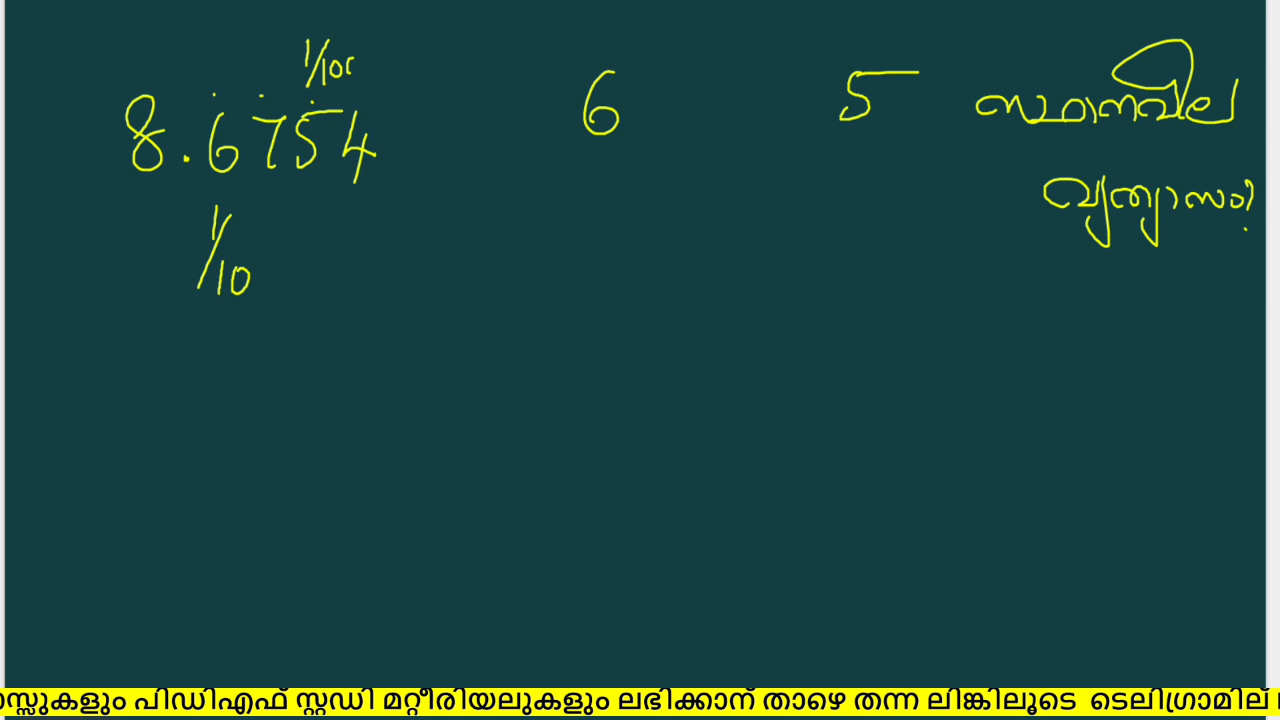 1/100
8.6754 6 5 സ്ഥാനവില
വ്യത്യാസം?
1/10
സ്സുകളും പിഡിഎഫ് സ്റ്റഡി മറ്റീരിയലുകളും ലഭിക്കാന് താഴെ തന്ന ലിങ്കിലൂടെ ടെലിഗ്രാമില്